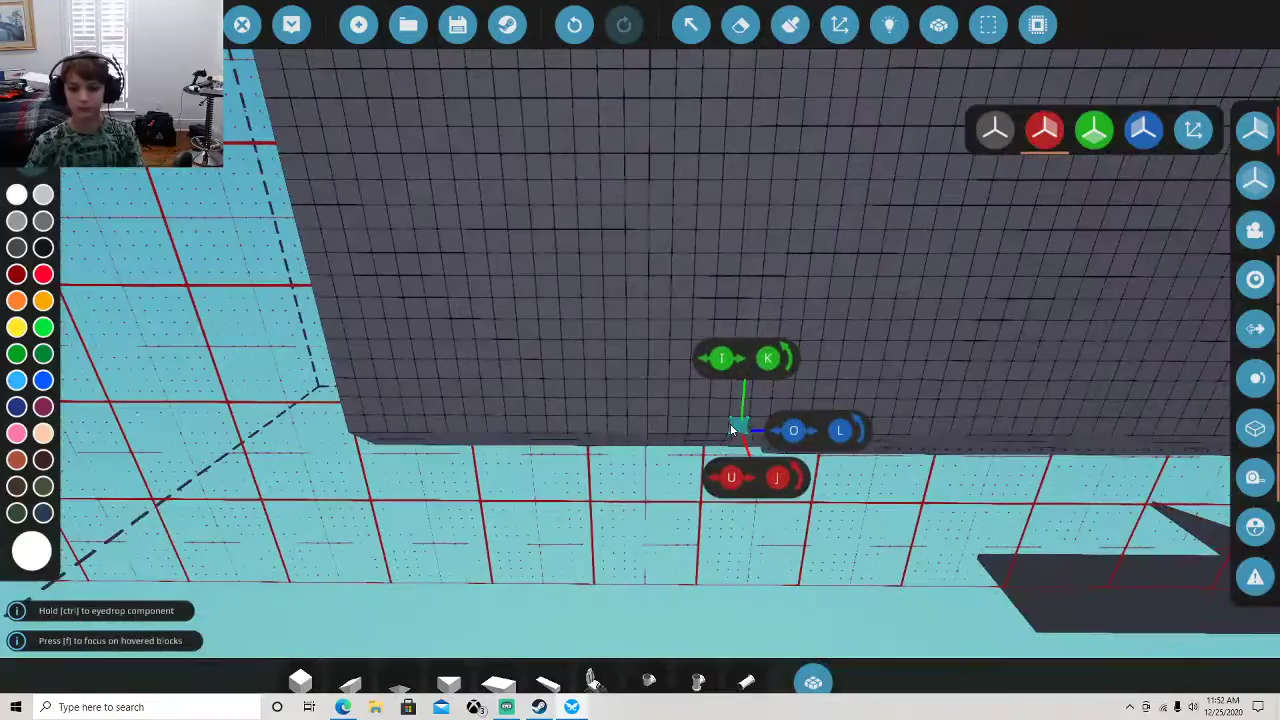 I K
O L
U J
Hold [ctrl] to eyedrop component
Press [f] to focus on hovered blocks
Type here to search
11:52 AM
12/25/2020